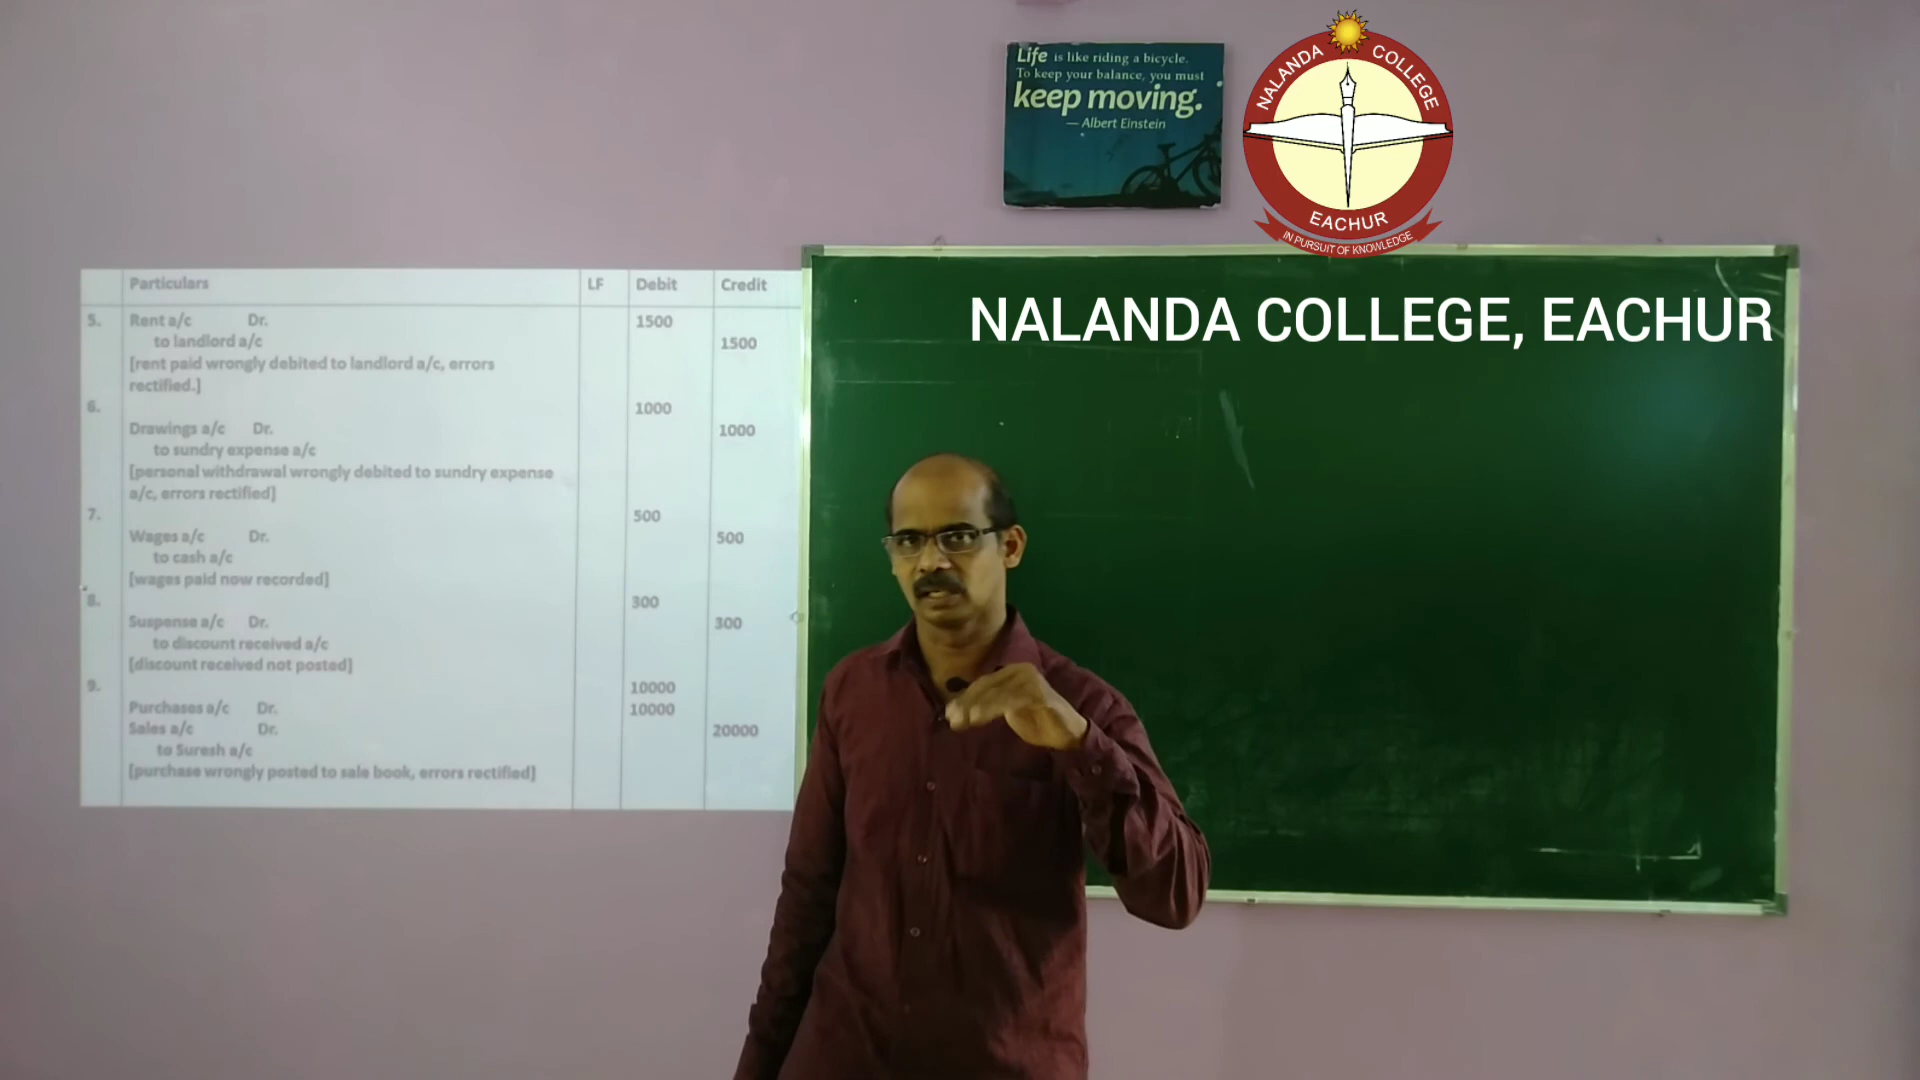 Life is like riding a bicycle.
To keep your balance, you must
keep moving.
— Albert Einstein
NALANDA COLLEGE
EACHUR
IN PURSUIT OF KNOWLEDGE
NALANDA COLLEGE, EACHUR
Particulars LF Debit Credit
5. Rent a/c Dr. 1500
to landlord a/c 1500
[rent paid wrongly debited to landlord a/c, errors
rectified.]
6. 1000
Drawings a/c Dr. 1000
to sundry expense a/c
[personal withdrawal wrongly debited to sundry expense
a/c, errors rectified]
7. 500
Wages a/c Dr. 500
to cash a/c
[wages paid now recorded]
8. 300
Suspense a/c Dr. 300
to discount received a/c
[discount received not posted]
9. 10000
Purchases a/c Dr. 10000
Sales a/c Dr. 20000
to Suresh a/c
[purchase wrongly posted to sale book, errors rectified]